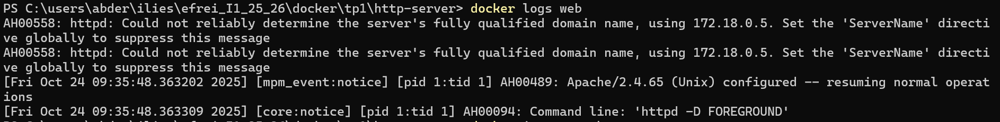 PS C:\users\abder\ilies\efrei_I1_25_26\docker\tp1\http-server> docker logs web
AH00558: httpd: Could not reliably determine the server's fully qualified domain name, using 172.18.0.5. Set the 'ServerName' directi
ve globally to suppress this message
AH00558: httpd: Could not reliably determine the server's fully qualified domain name, using 172.18.0.5. Set the 'ServerName' directi
ve globally to suppress this message
[Fri Oct 24 09:35:48.363202 2025] [mpm_event:notice] [pid 1:tid 1] AH00489: Apache/2.4.65 (Unix) configured -- resuming normal operat
ions
[Fri Oct 24 09:35:48.363309 2025] [core:notice] [pid 1:tid 1] AH00094: Command line: 'httpd -D FOREGROUND'